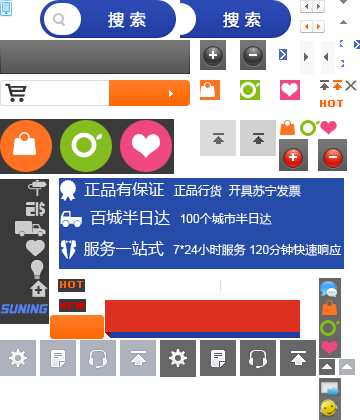 搜索 搜索
HOT
正品有保证 正品行货 开具苏宁发票
百城半日达 100个城市半日达
服务一站式 7*24小时服务 120分钟快速响应
HOT
NEW
SUNING